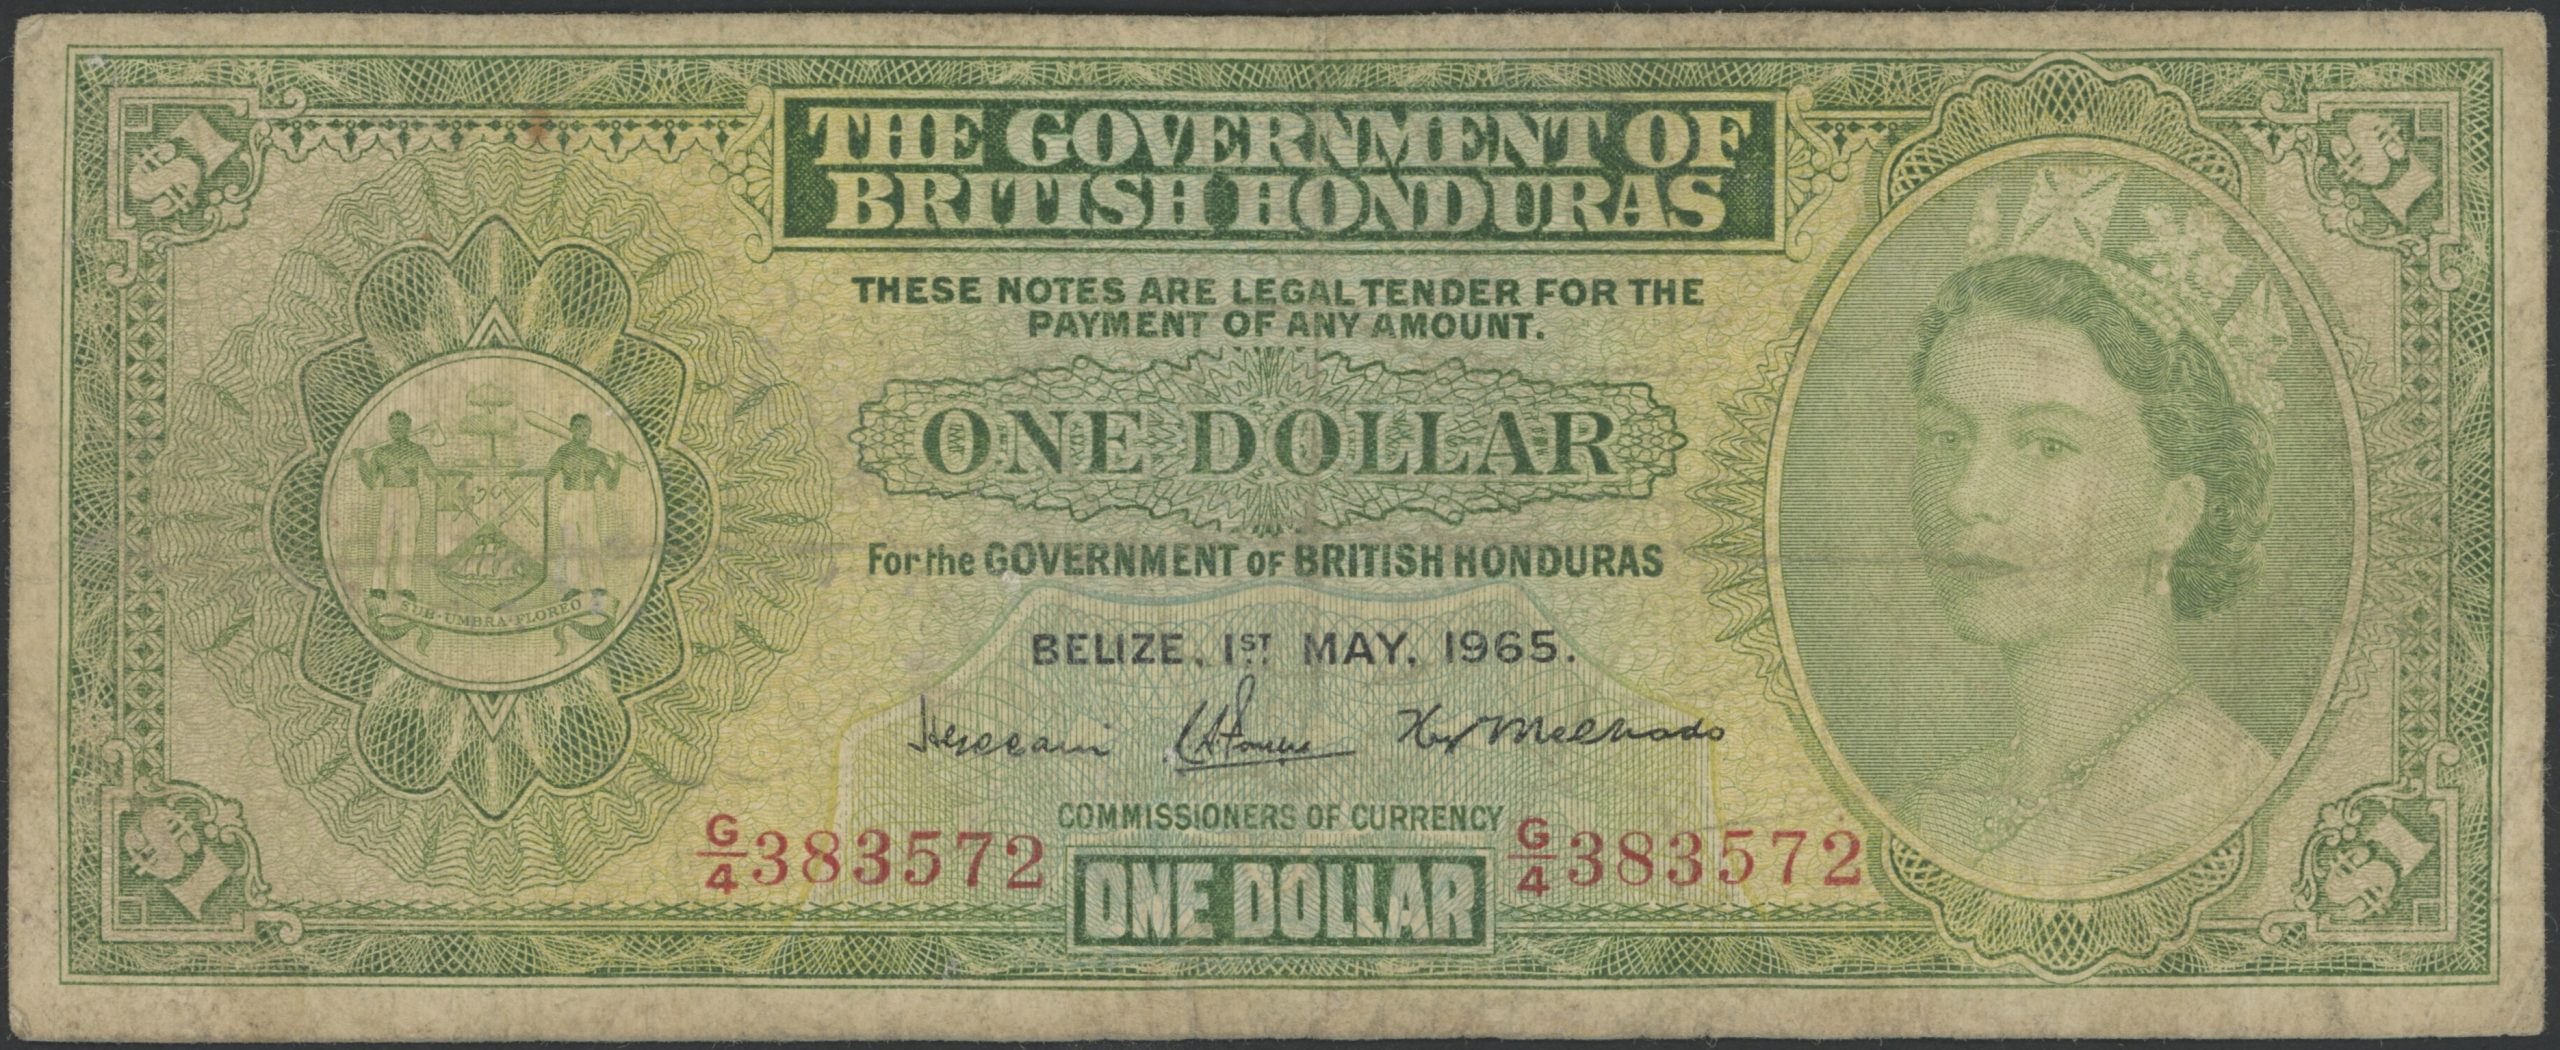 $1
$1
THE GOVERNMENT OF
BRITISH HONDURAS
THESE NOTES ARE LEGAL TENDER FOR THE
PAYMENT OF ANY AMOUNT.
ONE DOLLAR
For the GOVERNMENT OF BRITISH HONDURAS
SUB·UMBRA·FLOREO
BELIZE, 1ST MAY, 1965.
COMMISSIONERS OF CURRENCY
G/4 383572
G/4 383572
ONE DOLLAR
$1
$1